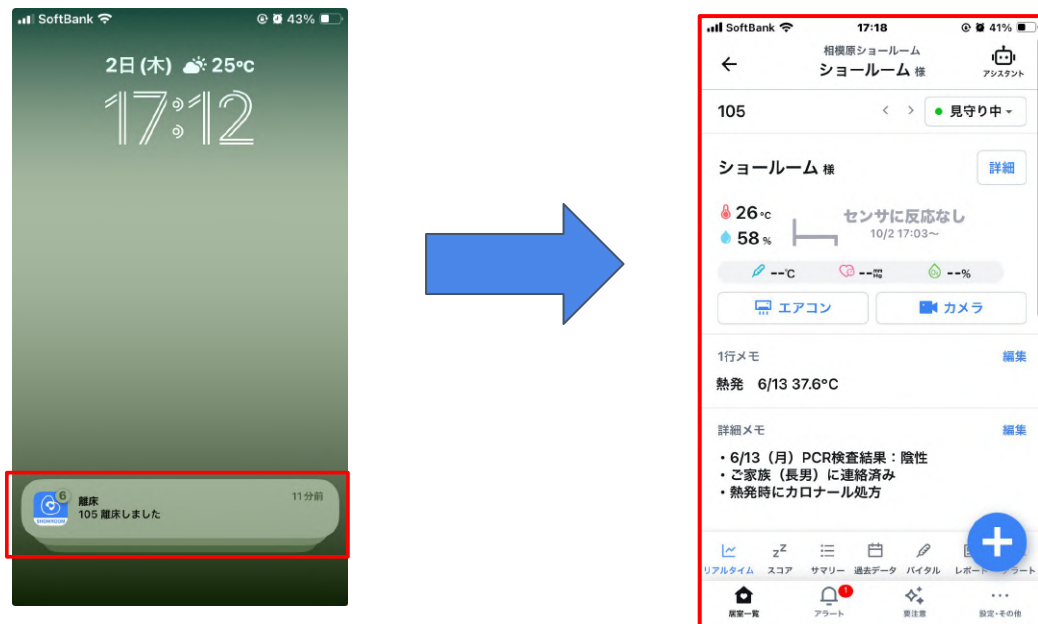 SoftBank 43%
2日(木) 25°C
17:12
6
離床
11分前
105 離床しました
SHOWROOM
SoftBank 17:18 41%
相模原ショールーム
ショールーム 様
アシスタント
105 < > 見守り中
ショールーム 様
詳細
26°C
58%
センサに反応なし
10/2 17:03〜
--℃ --mmHg --%
エアコン
カメラ
1行メモ 編集
熱発 6/13 37.6°C
詳細メモ 編集
・6/13(月)PCR検査結果:陰性
・ご家族(長男)に連絡済み
・熱発時にカロナール処方
リアルタイム スコア サマリー 過去データ バイタル レポート アラート
居室一覧 アラート 1 要注意 設定・その他